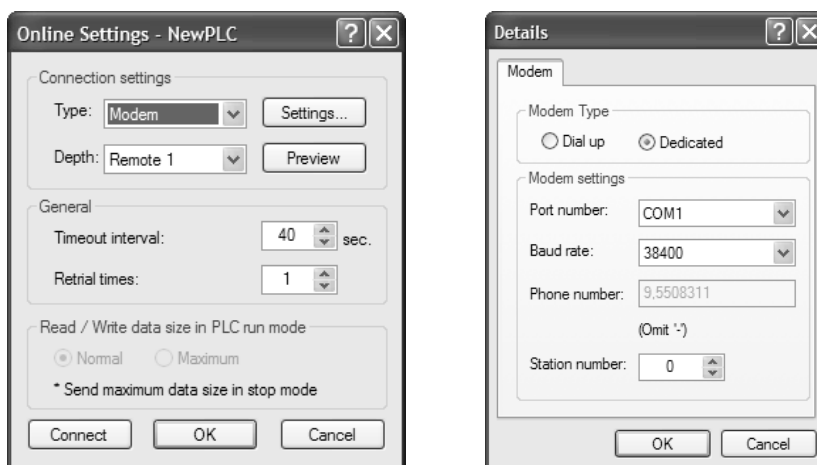 Online Settings - NewPLC
Connection settings
Type: Modem Settings...
Depth: Remote 1 Preview
General
Timeout interval: 40 sec.
Retrial times: 1
Read / Write data size in PLC run mode
Normal Maximum
* Send maximum data size in stop mode
Connect OK Cancel
Details
Modem
Modem Type
Dial up Dedicated
Modem settings
Port number: COM1
Baud rate: 38400
Phone number: 9,5508311
(Omit '-')
Station number: 0
OK Cancel